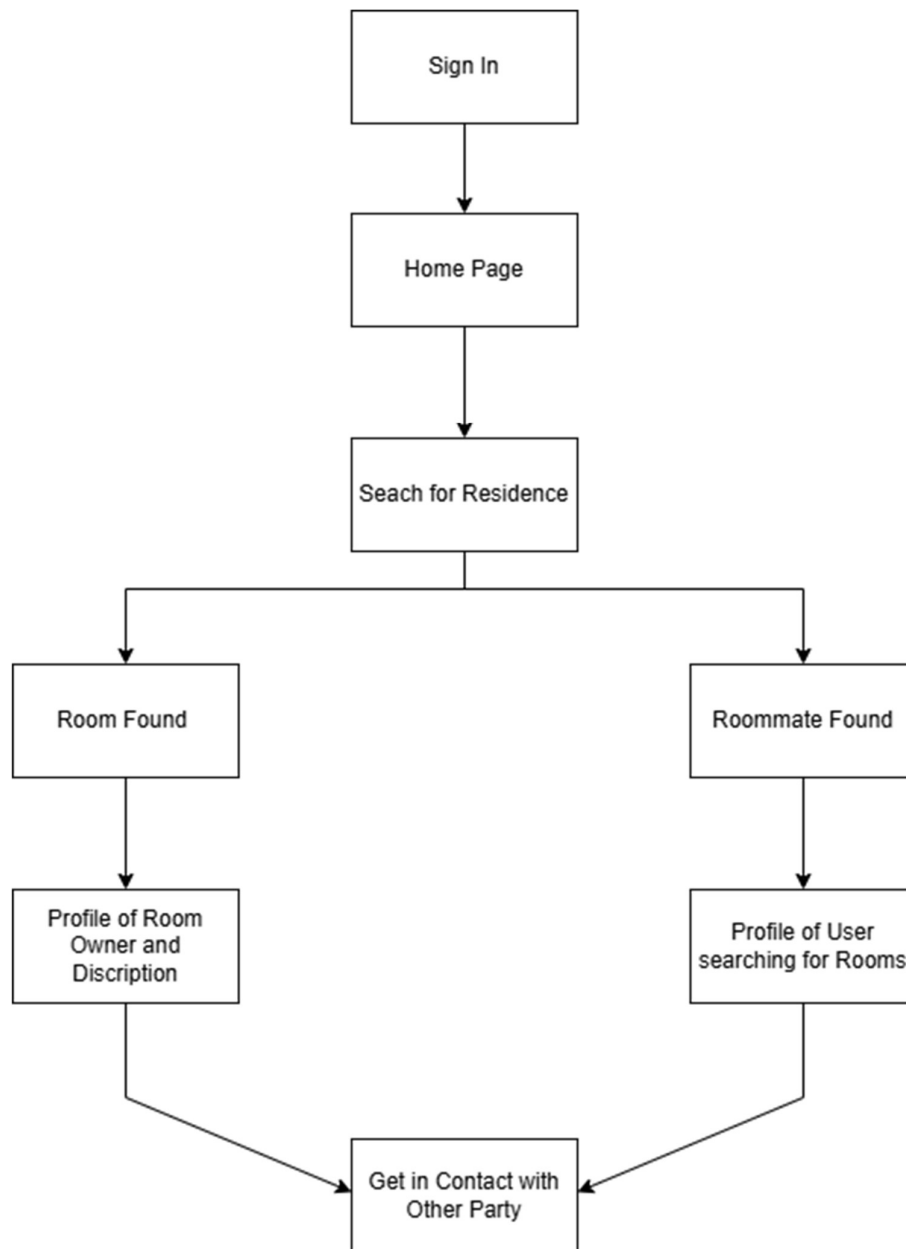 Sign In
Home Page
Seach for Residence
Room Found
Roommate Found
Profile of Room
Owner and
Discription
Profile of User
searching for Rooms
Get in Contact with
Other Party